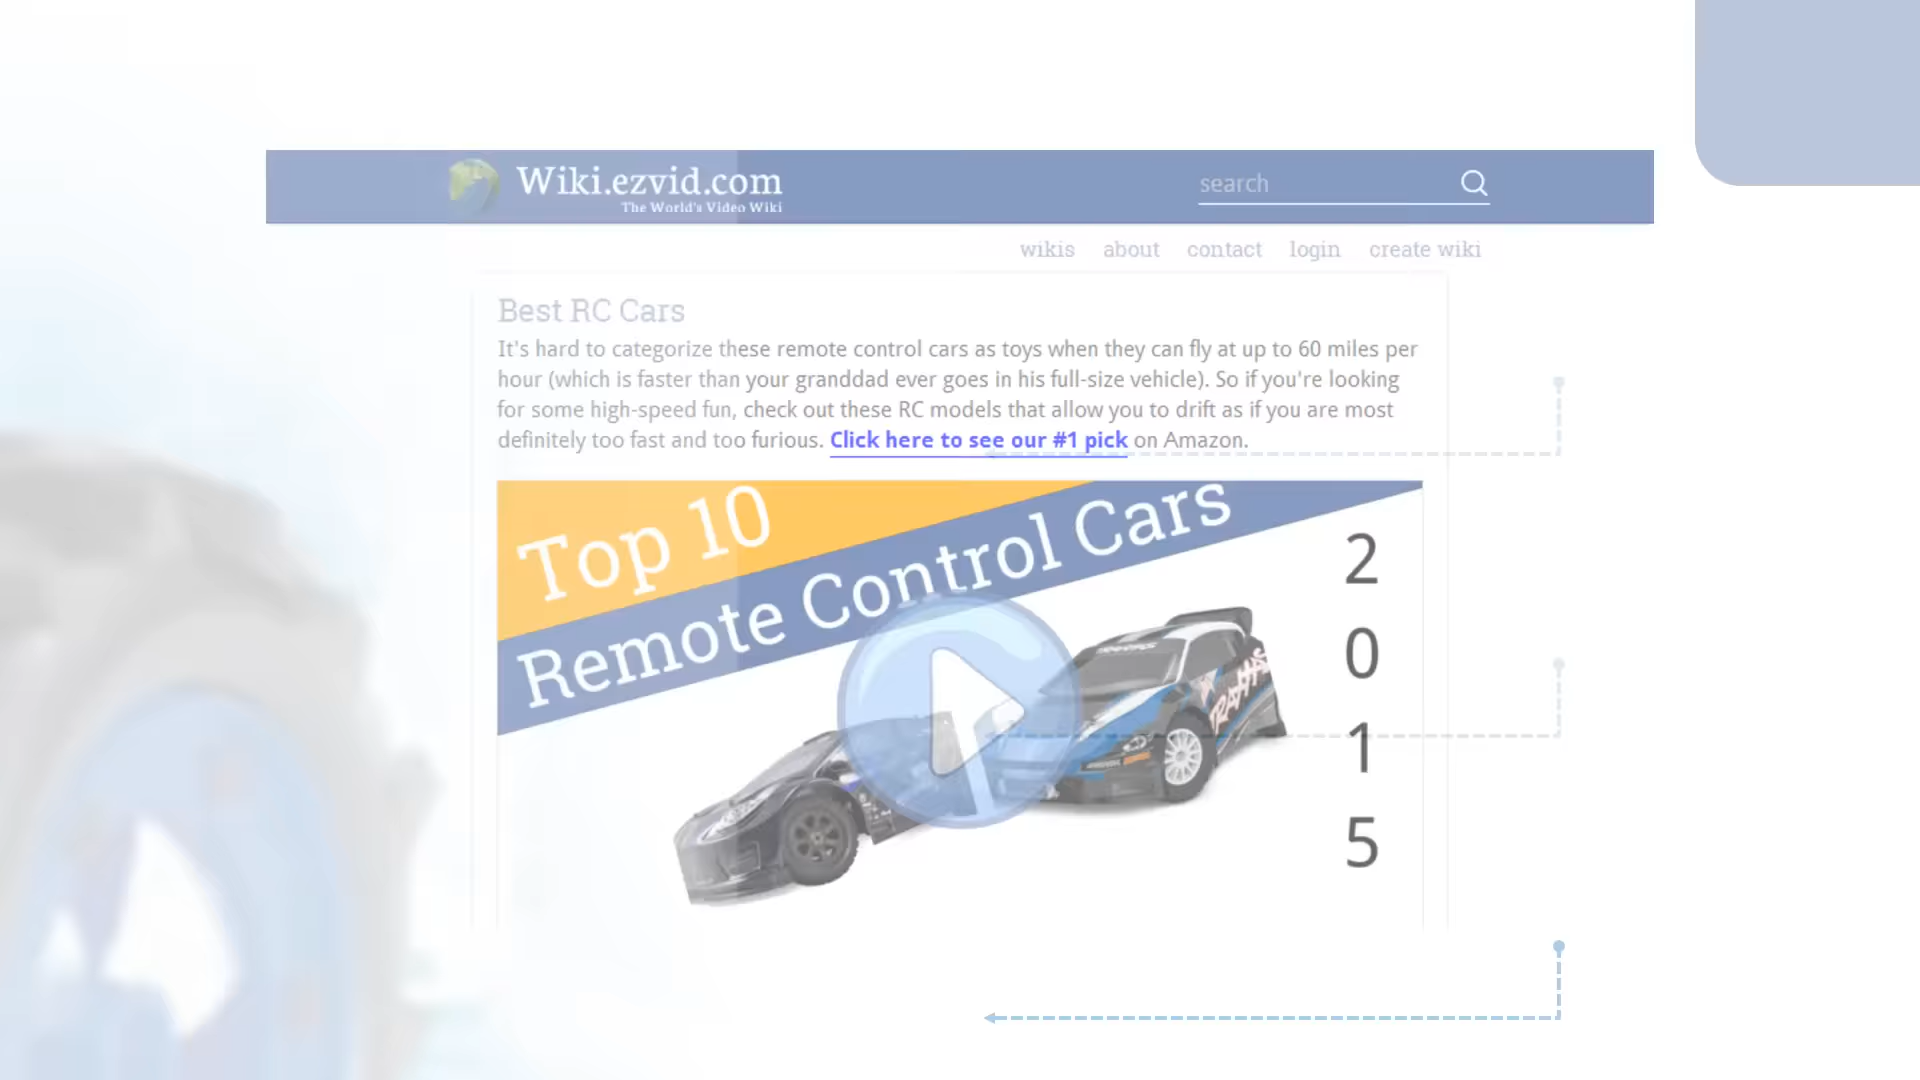 Wiki.ezvid.com
The World's Video Wiki
search
wikis about contact login create wiki
Best RC Cars
It's hard to categorize these remote control cars as toys when they can fly at up to 60 miles per
hour (which is faster than your granddad ever goes in his full-size vehicle). So if you're looking
for some high-speed fun, check out these RC models that allow you to drift as if you are most
definitely too fast and too furious. Click here to see our #1 pick on Amazon.
Top 10
Remote Control Cars
2
0
1
5
TRAXXAS